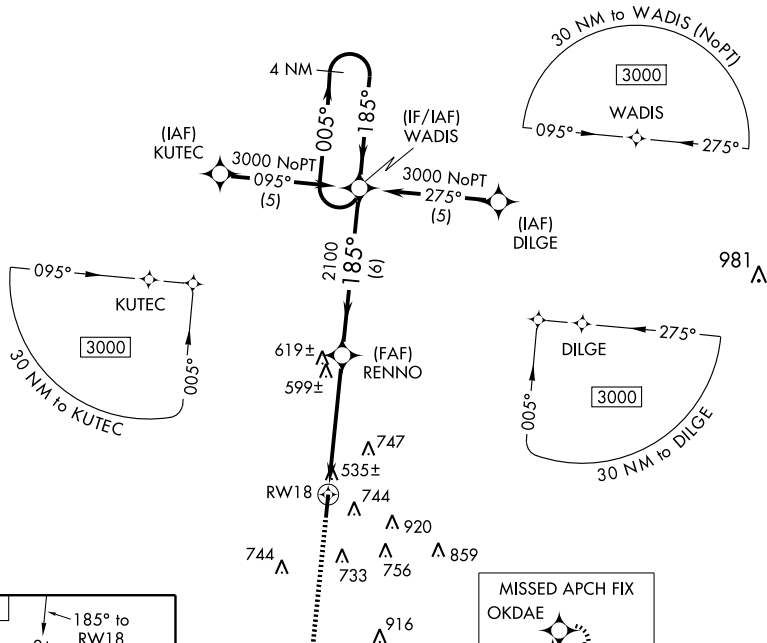 30 NM to WADIS (NoPT)
3000
WADIS
095°
275°
4 NM
005°
185°
(IF/IAF)
WADIS
(IAF)
KUTEC
3000 NoPT
095°
(5)
3000 NoPT
275°
(5)
(IAF)
DILGE
2100
185°
(6)
981
095°
KUTEC
3000
005°
30 NM to KUTEC
275°
DILGE
005°
3000
30 NM to DILGE
619±
599±
(FAF)
RENNO
747
535±
RW18
744
920
744
733
756
859
916
185° to
RW18
MISSED APCH FIX
OKDAE